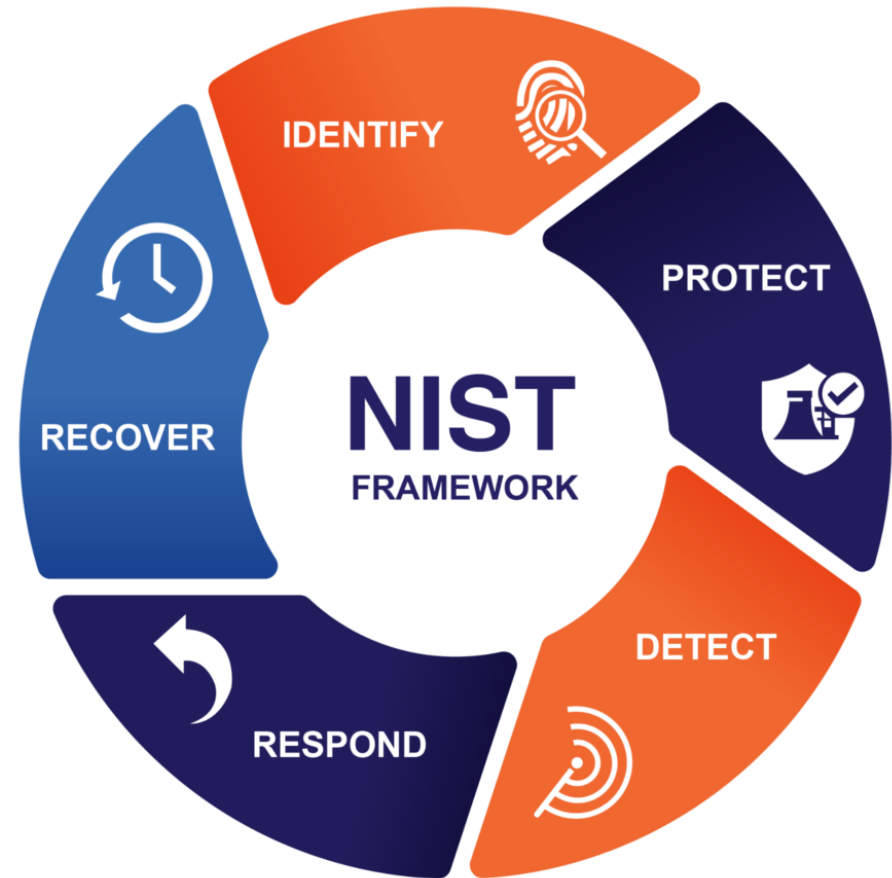 IDENTIFY
PROTECT
DETECT
RESPOND
RECOVER
NIST
FRAMEWORK